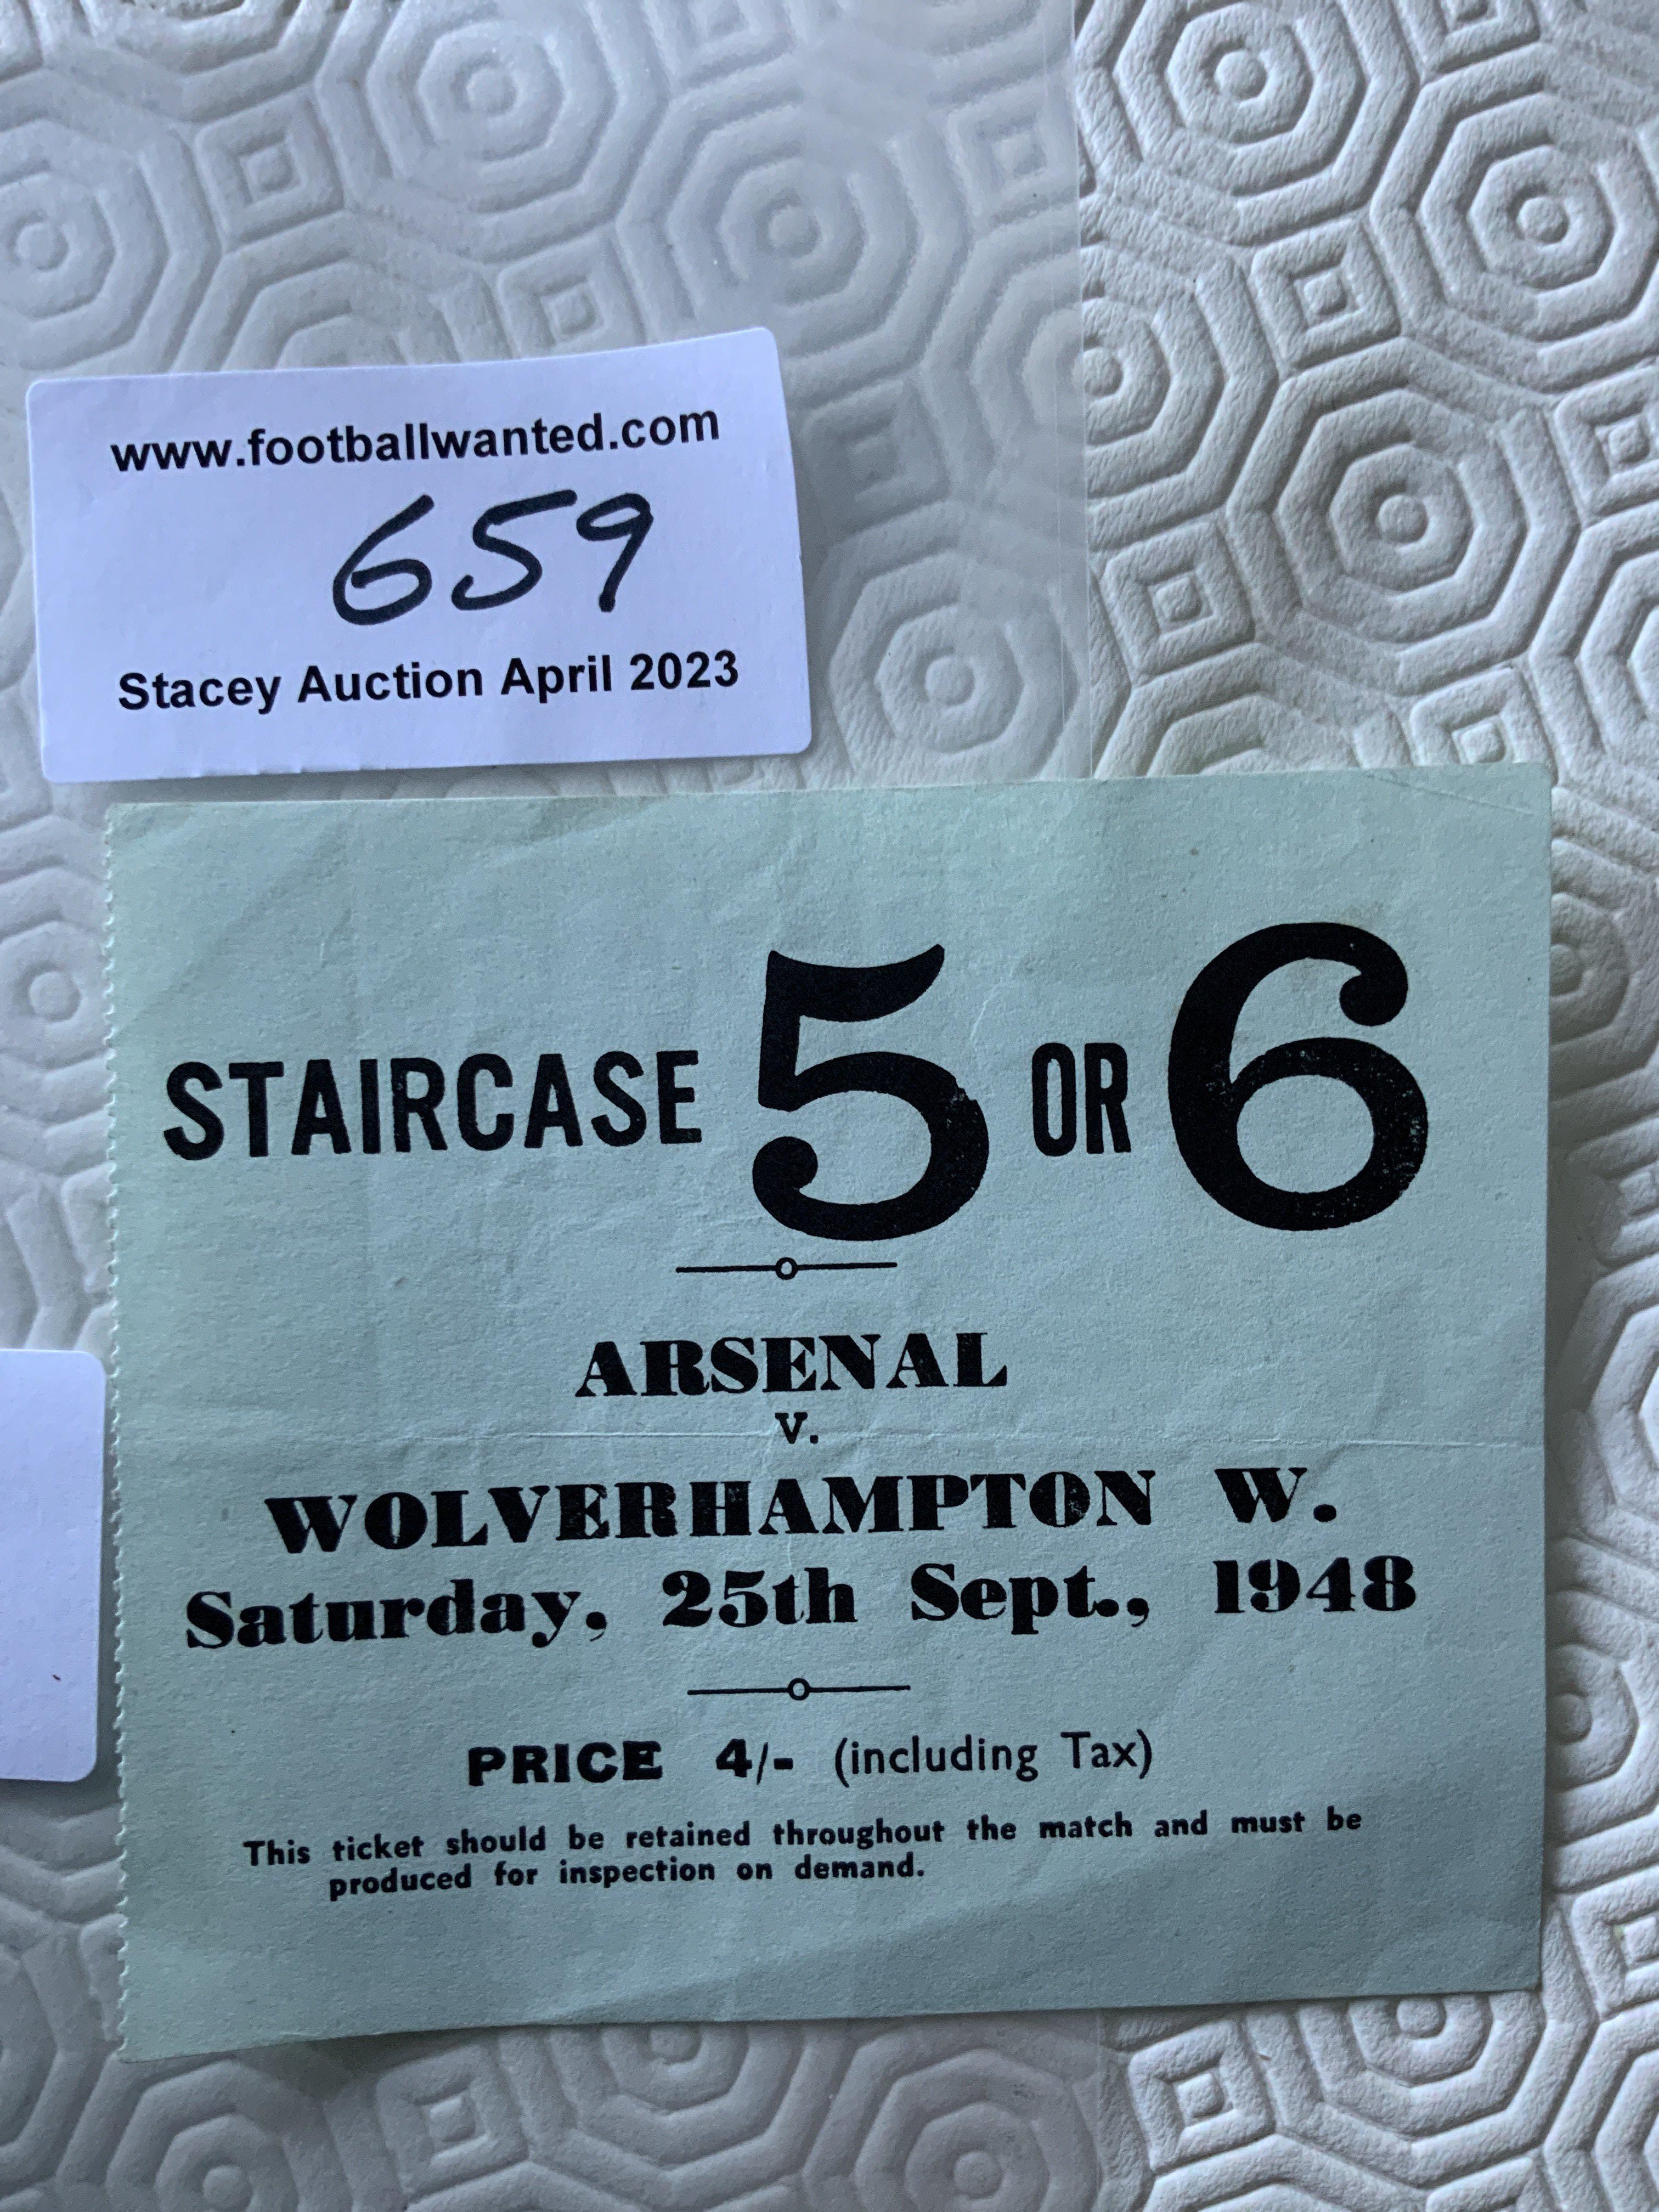 www.footballwanted.com
659
Stacey Auction April 2023
STAIRCASE 5 OR 6
ARSENAL
v.
WOLVERHAMPTON W.
Saturday, 25th Sept., 1948
PRICE 4/- (including Tax)
This ticket should be retained throughout the match and must be
produced for inspection on demand.